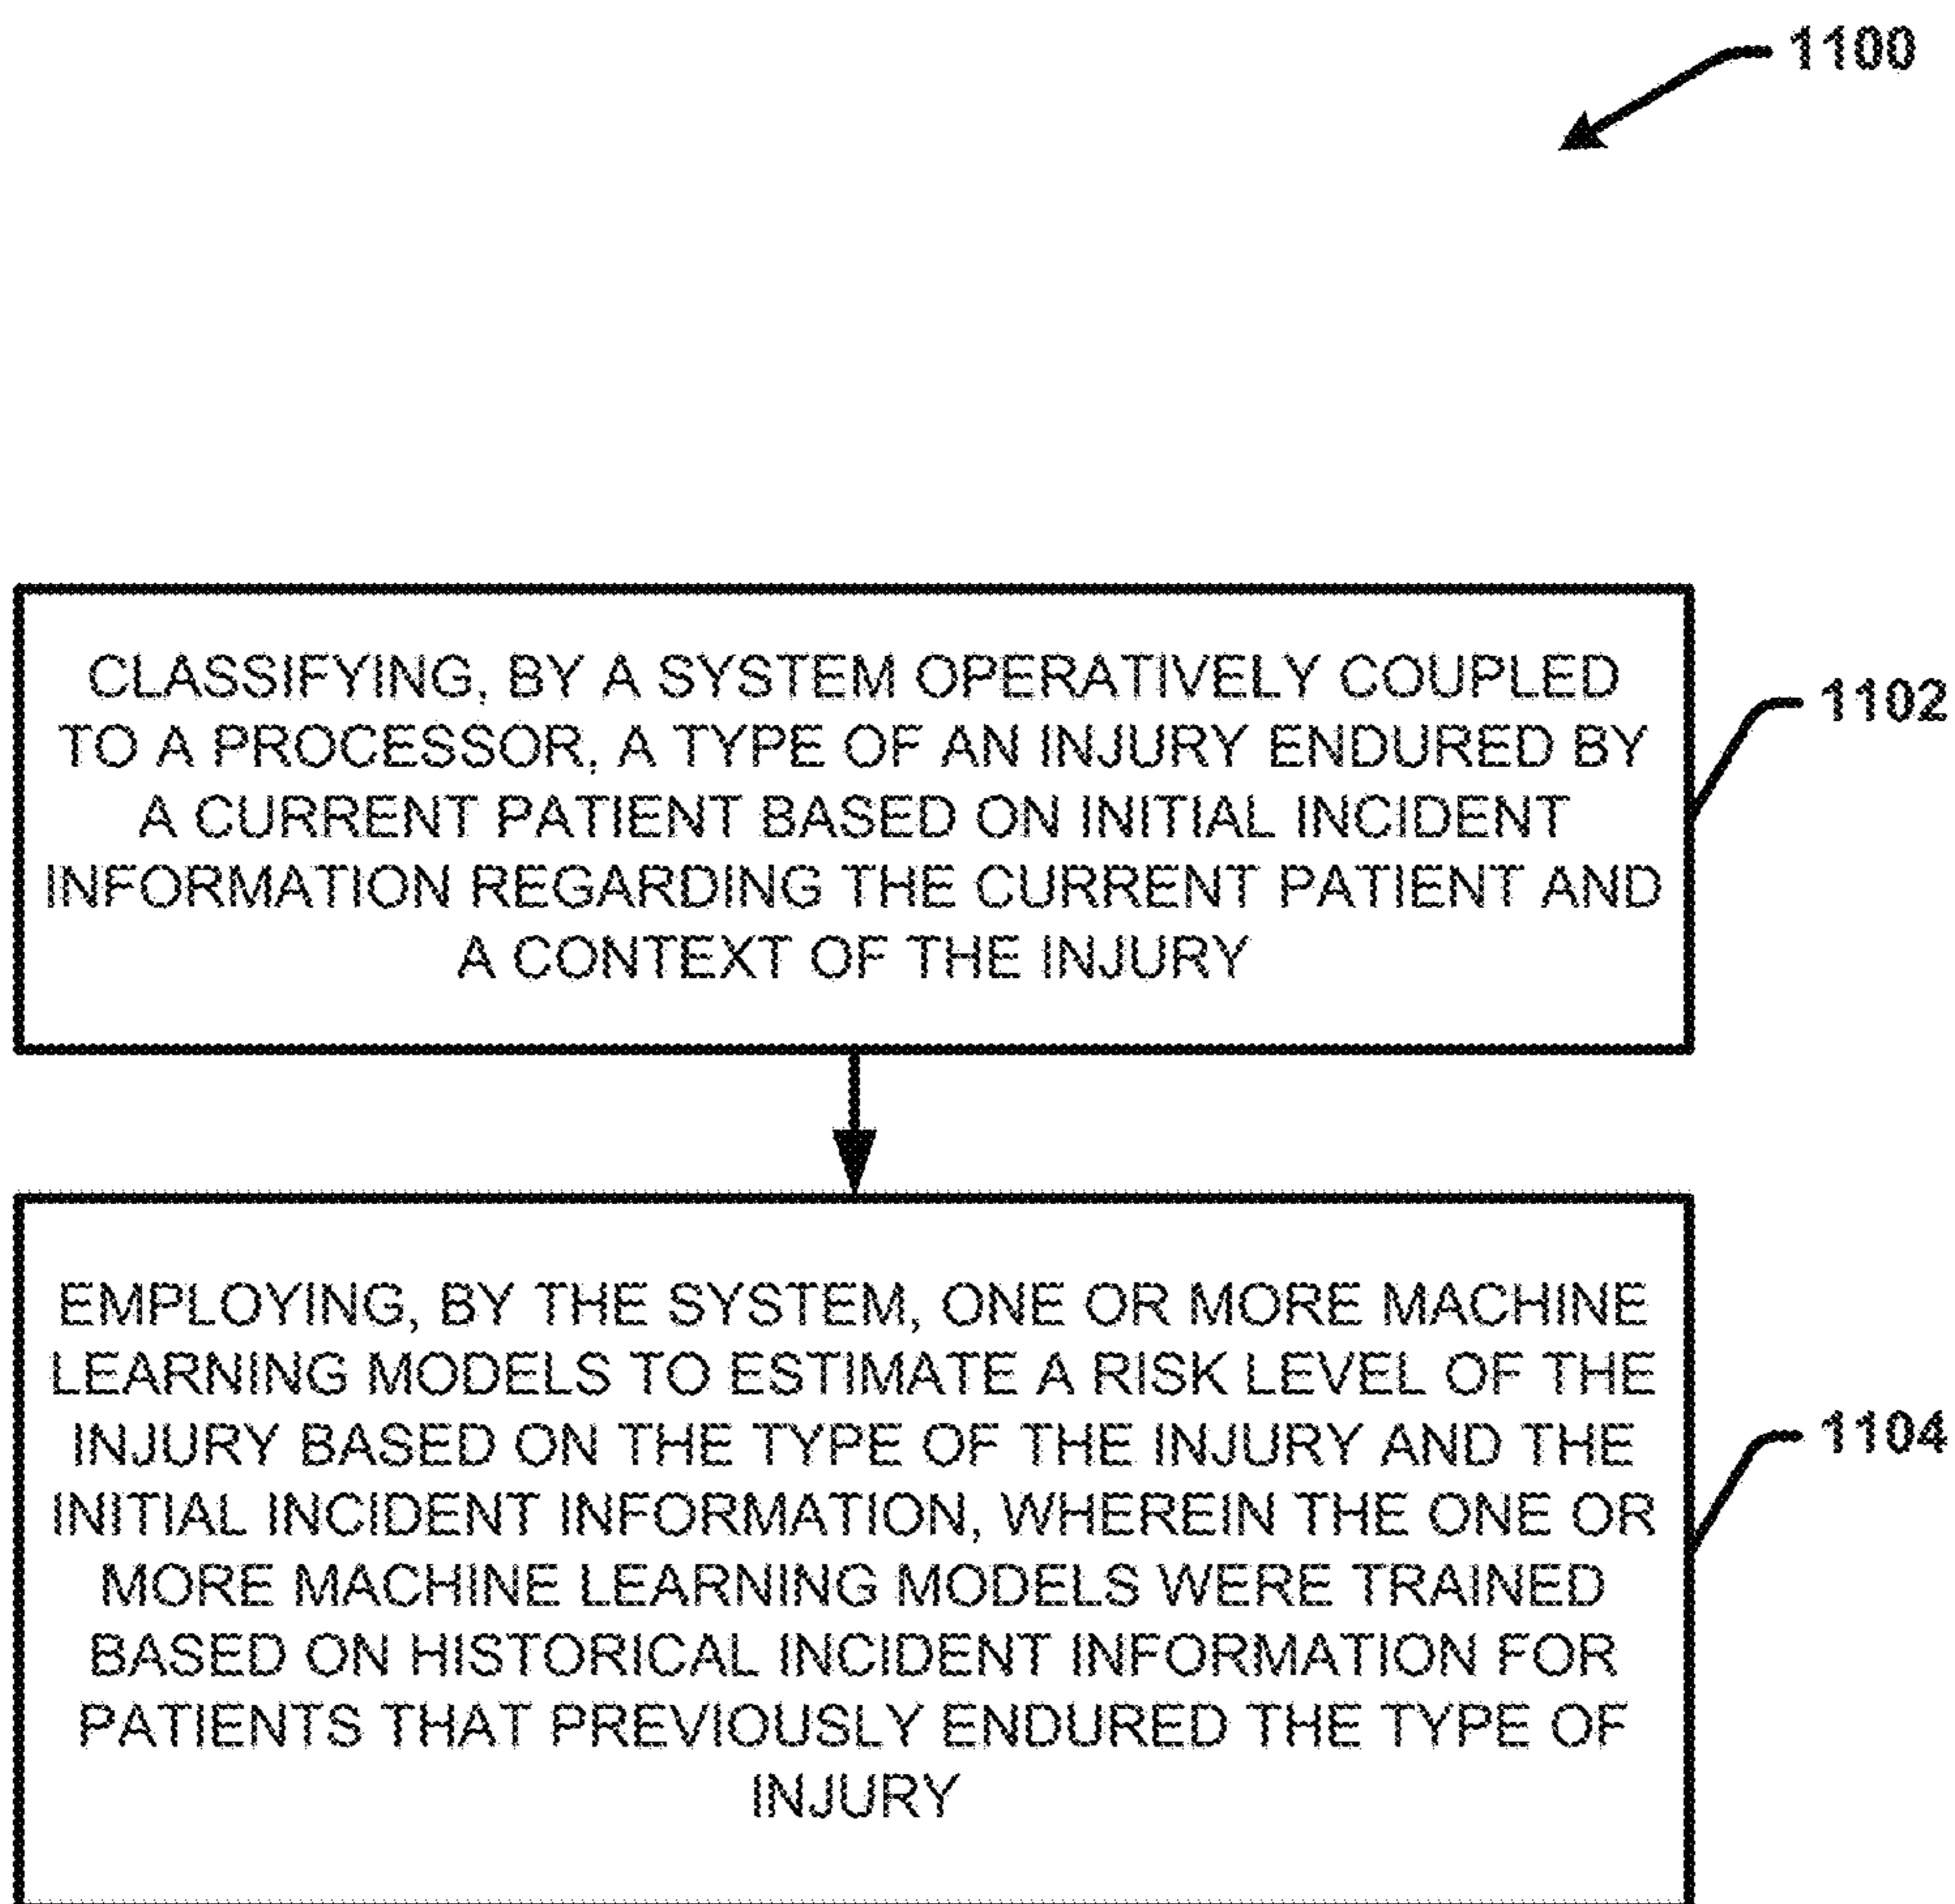 1100
CLASSIFYING, BY A SYSTEM OPERATIVELY COUPLED
TO A PROCESSOR, A TYPE OF AN INJURY ENDURED BY
A CURRENT PATIENT BASED ON INITIAL INCIDENT
INFORMATION REGARDING THE CURRENT PATIENT AND
A CONTEXT OF THE INJURY
1102
EMPLOYING, BY THE SYSTEM, ONE OR MORE MACHINE
LEARNING MODELS TO ESTIMATE A RISK LEVEL OF THE
INJURY BASED ON THE TYPE OF THE INJURY AND THE
INITIAL INCIDENT INFORMATION, WHEREIN THE ONE OR
MORE MACHINE LEARNING MODELS WERE TRAINED
BASED ON HISTORICAL INCIDENT INFORMATION FOR
PATIENTS THAT PREVIOUSLY ENDURED THE TYPE OF
INJURY
1104